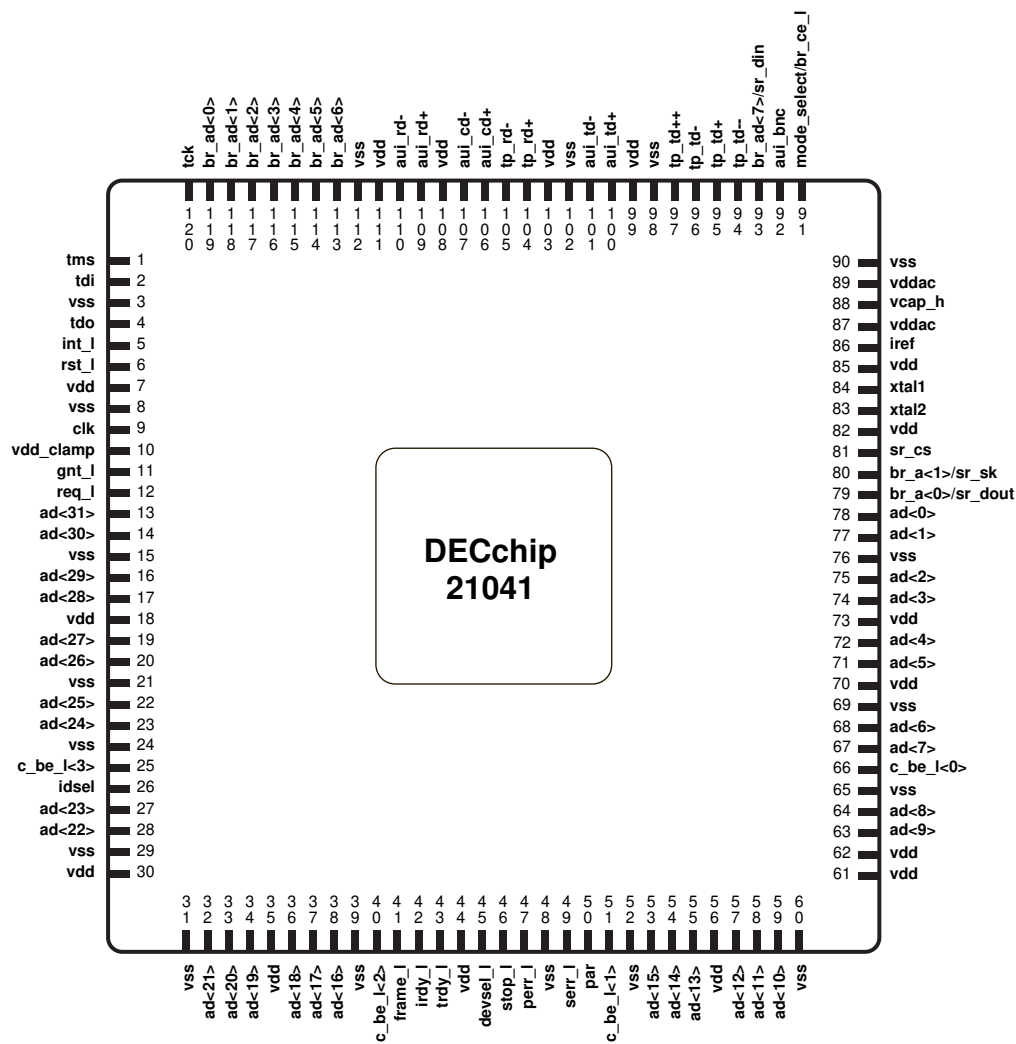 tck
br_ad<0>
br_ad<1>
br_ad<2>
br_ad<3>
br_ad<4>
br_ad<5>
br_ad<6>
vss
vdd
aui_rd-
aui_rd+
vdd
aui_cd-
aui_cd+
tp_rd-
tp_rd+
vdd
vss
aui_td-
aui_td+
vdd
vss
tp_td++
tp_td-
tp_td+
tp_td--
br_ad<7>/sr_din
aui_bnc
mode_select/br_ce_l
120
119
118
117
116
115
114
113
112
111
110
109
108
107
106
105
104
103
102
101
100
99
98
97
96
95
94
93
92
91
tms 1
tdi 2
vss 3
tdo 4
int_l 5
rst_l 6
vdd 7
vss 8
clk 9
vdd_clamp 10
gnt_l 11
req_l 12
ad<31> 13
ad<30> 14
vss 15
ad<29> 16
ad<28> 17
vdd 18
ad<27> 19
ad<26> 20
vss 21
ad<25> 22
ad<24> 23
vss 24
c_be_l<3> 25
idsel 26
ad<23> 27
ad<22> 28
vss 29
vdd 30
DECchip
21041
90 vss
89 vddac
88 vcap_h
87 vddac
86 iref
85 vdd
84 xtal1
83 xtal2
82 vdd
81 sr_cs
80 br_a<1>/sr_sk
79 br_a<0>/sr_dout
78 ad<0>
77 ad<1>
76 vss
75 ad<2>
74 ad<3>
73 vdd
72 ad<4>
71 ad<5>
70 vdd
69 vss
68 ad<6>
67 ad<7>
66 c_be_l<0>
65 vss
64 ad<8>
63 ad<9>
62 vdd
61 vdd
31
32
33
34
35
36
37
38
39
40
41
42
43
44
45
46
47
48
49
50
51
52
53
54
55
56
57
58
59
60
vss
ad<21>
ad<20>
ad<19>
vdd
ad<18>
ad<17>
ad<16>
vss
c_be_l<2>
frame_l
irdy_l
trdy_l
vdd
devsel_l
stop_l
perr_l
vss
serr_l
par
c_be_l<1>
vss
ad<15>
ad<14>
ad<13>
vdd
ad<12>
ad<11>
ad<10>
vss